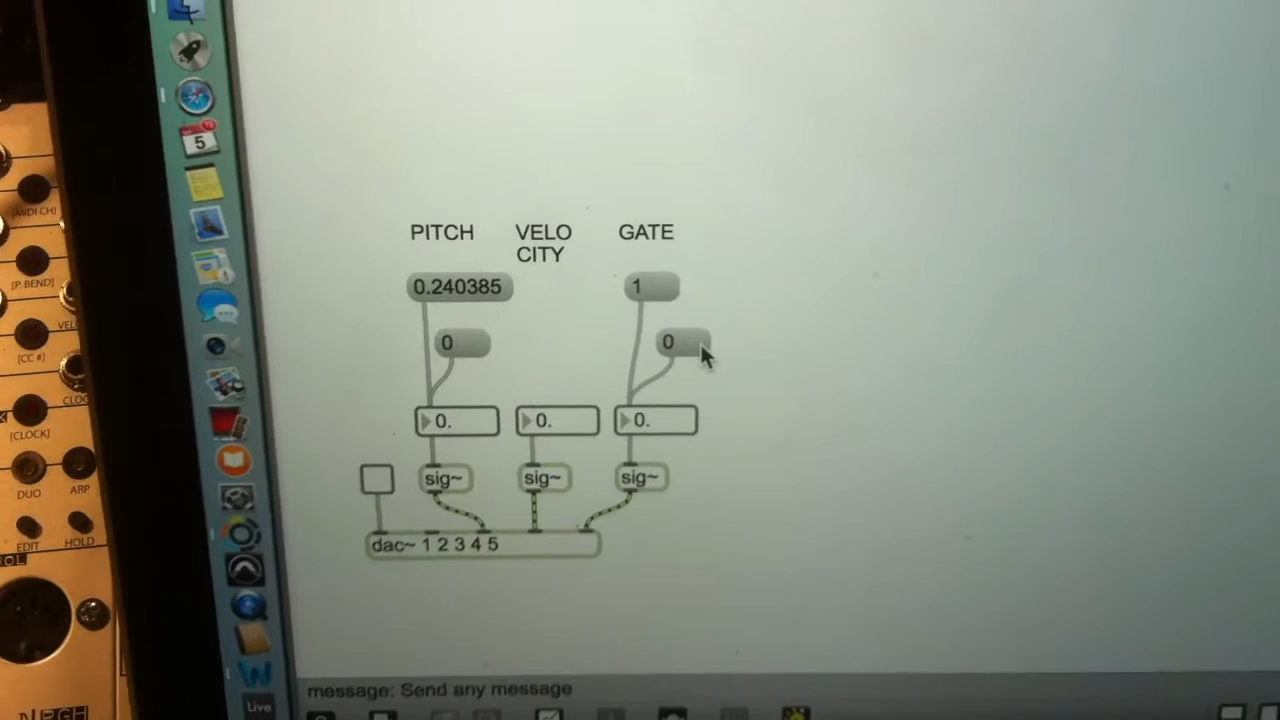 5
[MIDI CH]
[P. BEND]
[CC #]
[CLOCK]
DUO
ARP
EDIT
HOLD
PITCH
VELO
CITY
GATE
0.240385
1
0
0
0.
0.
0.
sig~
sig~
sig~
dac~ 1 2 3 4 5
message: Send any message
Live